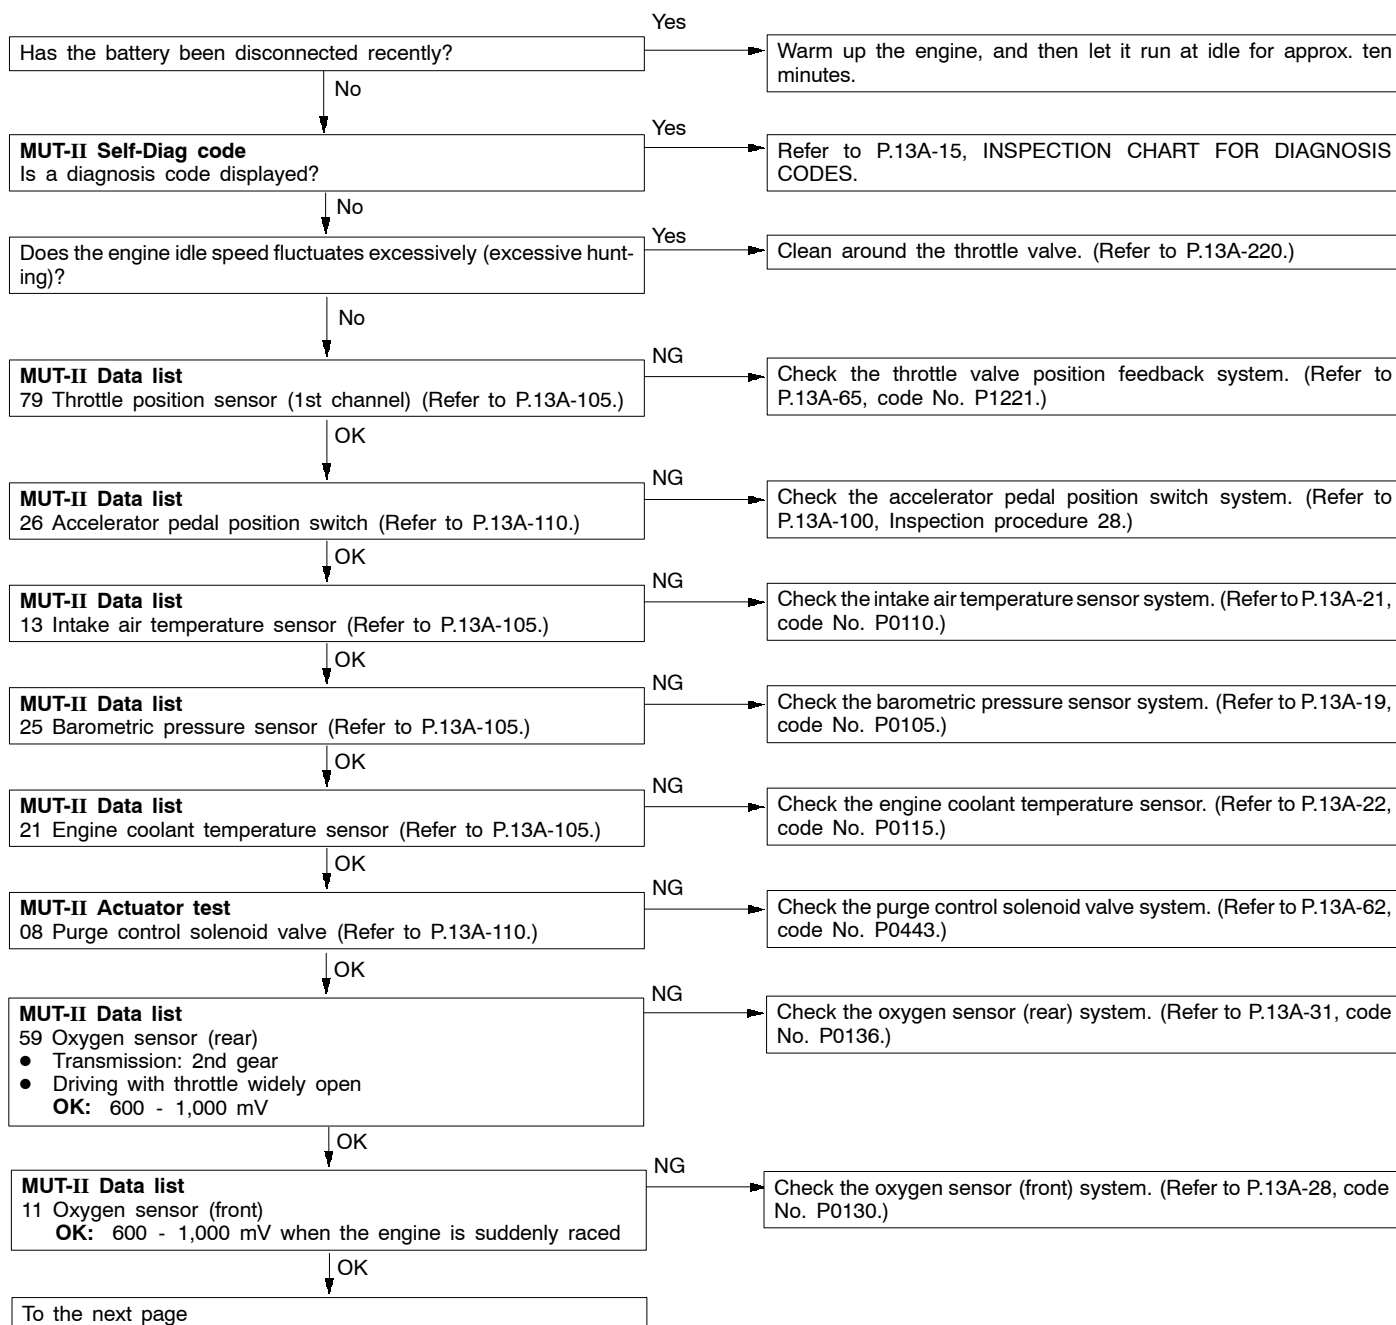 Yes
Has the battery been disconnected recently?
Warm up the engine, and then let it run at idle for approx. ten
minutes.
No
Yes
MUT-II Self-Diag code
Is a diagnosis code displayed?
Refer to P.13A-15, INSPECTION CHART FOR DIAGNOSIS
CODES.
No
Yes
Does the engine idle speed fluctuates excessively (excessive hunt-
ing)?
Clean around the throttle valve. (Refer to P.13A-220.)
No
NG
MUT-II Data list
79 Throttle position sensor (1st channel) (Refer to P.13A-105.)
Check the throttle valve position feedback system. (Refer to
P.13A-65, code No. P1221.)
OK
NG
MUT-II Data list
26 Accelerator pedal position switch (Refer to P.13A-110.)
Check the accelerator pedal position switch system. (Refer to
P.13A-100, Inspection procedure 28.)
OK
NG
MUT-II Data list
13 Intake air temperature sensor (Refer to P.13A-105.)
Check the intake air temperature sensor system. (Refer to P.13A-21,
code No. P0110.)
OK
NG
MUT-II Data list
25 Barometric pressure sensor (Refer to P.13A-105.)
Check the barometric pressure sensor system. (Refer to P.13A-19,
code No. P0105.)
OK
NG
MUT-II Data list
21 Engine coolant temperature sensor (Refer to P.13A-105.)
Check the engine coolant temperature sensor. (Refer to P.13A-22,
code No. P0115.)
OK
NG
MUT-II Actuator test
08 Purge control solenoid valve (Refer to P.13A-110.)
Check the purge control solenoid valve system. (Refer to P.13A-62,
code No. P0443.)
OK
NG
MUT-II Data list
59 Oxygen sensor (rear)
● Transmission: 2nd gear
● Driving with throttle widely open
OK: 600 - 1,000 mV
Check the oxygen sensor (rear) system. (Refer to P.13A-31, code
No. P0136.)
OK
NG
MUT-II Data list
11 Oxygen sensor (front)
OK: 600 - 1,000 mV when the engine is suddenly raced
Check the oxygen sensor (front) system. (Refer to P.13A-28, code
No. P0130.)
OK
To the next page